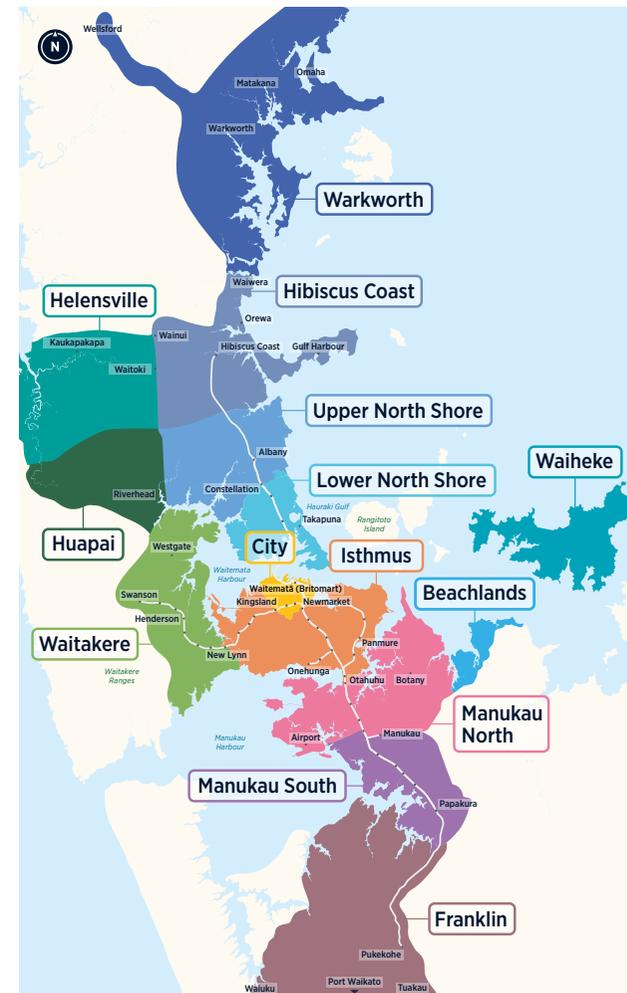 Wellsford
N
Omaha
Matakana
Warkworth
Warkworth
Waiwera
Hibiscus Coast
Helensville
Orewa
Wainui
Kaukapakapa
Hibiscus Coast
Gulf Harbour
Waitoki
Upper North Shore
Albany
Waiheke
Lower North Shore
Constellation
Riverhead
Hauraki Gulf
Takapuna
Rangitoto
Island
Huapai
Westgate
City
Isthmus
Waitemata
Harbour
Waitematā (Britomart)
Beachlands
Swanson
Kingsland
Newmarket
Henderson
Waitakere
Panmure
New Lynn
Onehunga
Waitakere
Ranges
Otahuhu
Botany
Manukau
North
Manukau
Harbour
Airport
Manukau
Manukau South
Papakura
Franklin
Pukekohe
Port Waikato
Waiuku
Tuakau